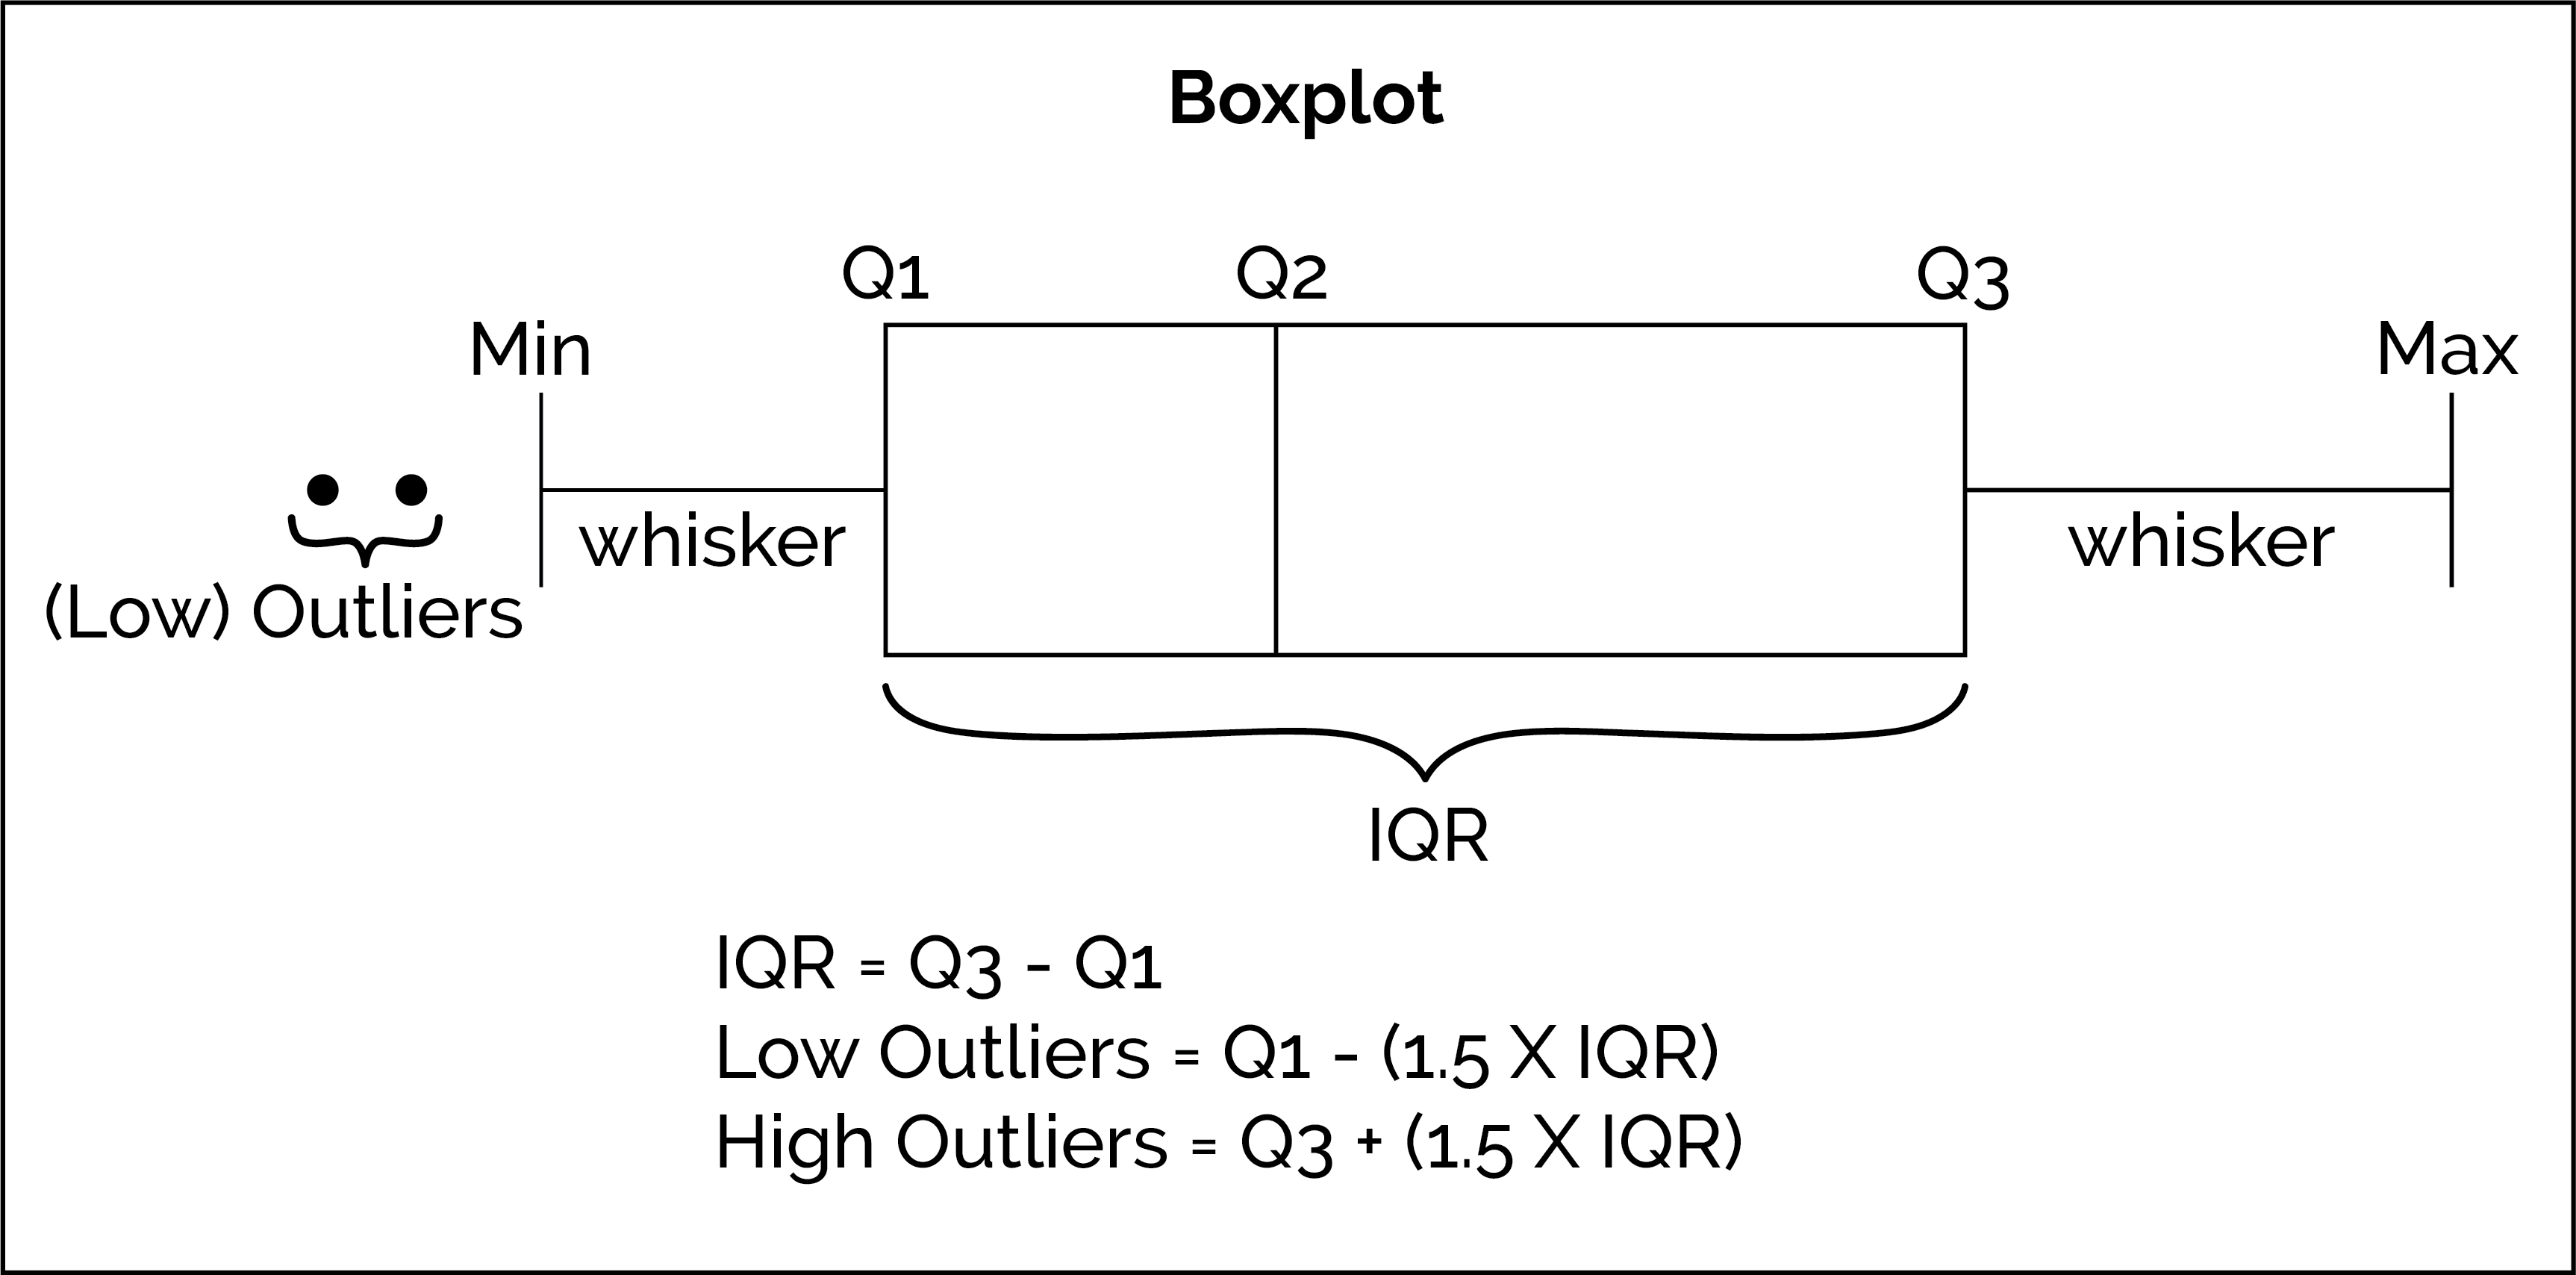 Boxplot
Q1 Q2 Q3
Min Max
whisker whisker
(Low) Outliers
IQR
IQR = Q3 - Q1
Low Outliers = Q1 - (1.5 X IQR)
High Outliers = Q3 + (1.5 X IQR)